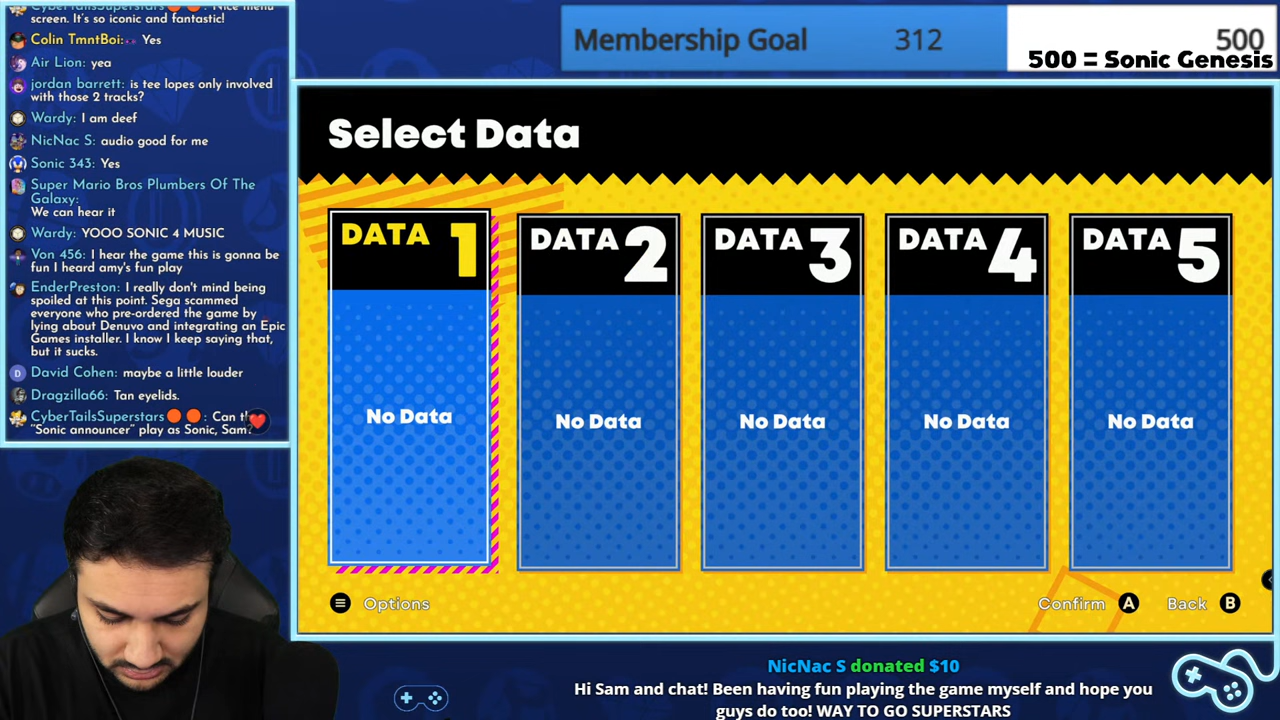 CyberTailsSuperstars: Nice menu
screen. It's so iconic and fantastic!
Colin TmntBoi: Yes
Air Lion: yea
jordan barrett: is tee lopes only involved
with those 2 tracks?
Wardy: I am deef
NicNac S: audio good for me
Sonic 343: Yes
Super Mario Bros Plumbers Of The
Galaxy:
We can hear it
Wardy: YOOO SONIC 4 MUSIC
Von 456: I hear the game this is gonna be
fun I heard amy's fun play
EnderPreston: I really don't mind being
spoiled at this point. Sega scammed
everyone who pre-ordered the game by
lying about Denuvo and integrating an Epic
Games installer. I know I keep saying that,
but it sucks.
David Cohen: maybe a little louder
D
Dragzilla66: Tan eyelids.
CyberTailsSuperstars: Can th
"Sonic announcer" play as Sonic, Sam?
Membership Goal 312 500
500 = Sonic Genesis
Select Data
DATA 1
No Data
DATA 2
No Data
DATA 3
No Data
DATA 4
No Data
DATA 5
No Data
Options
Confirm A Back B
NicNac S donated $10
Hi Sam and chat! Been having fun playing the game myself and hope you
guys do too! WAY TO GO SUPERSTARS